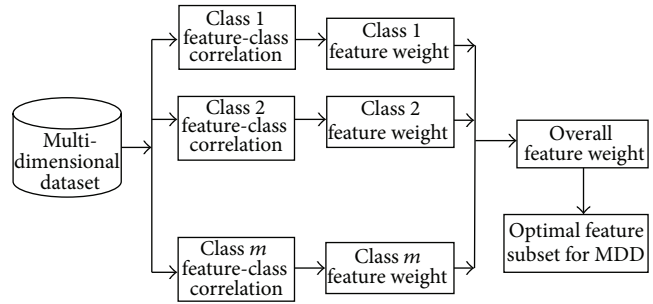 Multi-
dimensional
dataset
Class 1
feature-class
correlation
Class 1
feature weight
Class 2
feature-class
correlation
Class 2
feature weight
Class m
feature-class
correlation
Class m
feature weight
Overall
feature weight
Optimal feature
subset for MDD